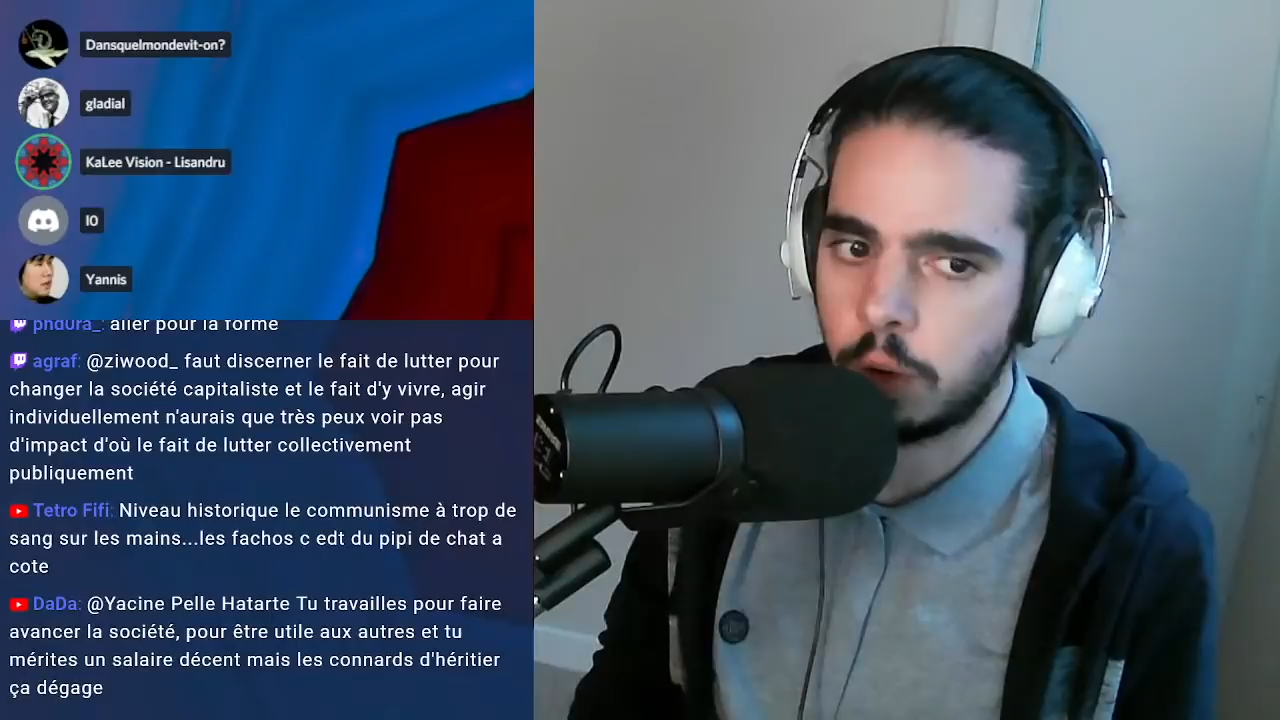 Dansquelmondevit-on?
gladial
KaLee Vision - Lisandru
IO
Yannis
phd0ra_: aller pour la forme
agraf: @ziwood_ faut discerner le fait de lutter pour
changer la société capitaliste et le fait d'y vivre, agir
individuellement n'aurais que très peux voir pas
d'impact d'où le fait de lutter collectivement
publiquement
Tetro Fifi: Niveau historique le communisme à trop de
sang sur les mains...les fachos c edt du pipi de chat a
cote
DaDa: @Yacine Pelle Hatarte Tu travailles pour faire
avancer la société, pour être utile aux autres et tu
mérites un salaire décent mais les connards d'héritier
ça dégage